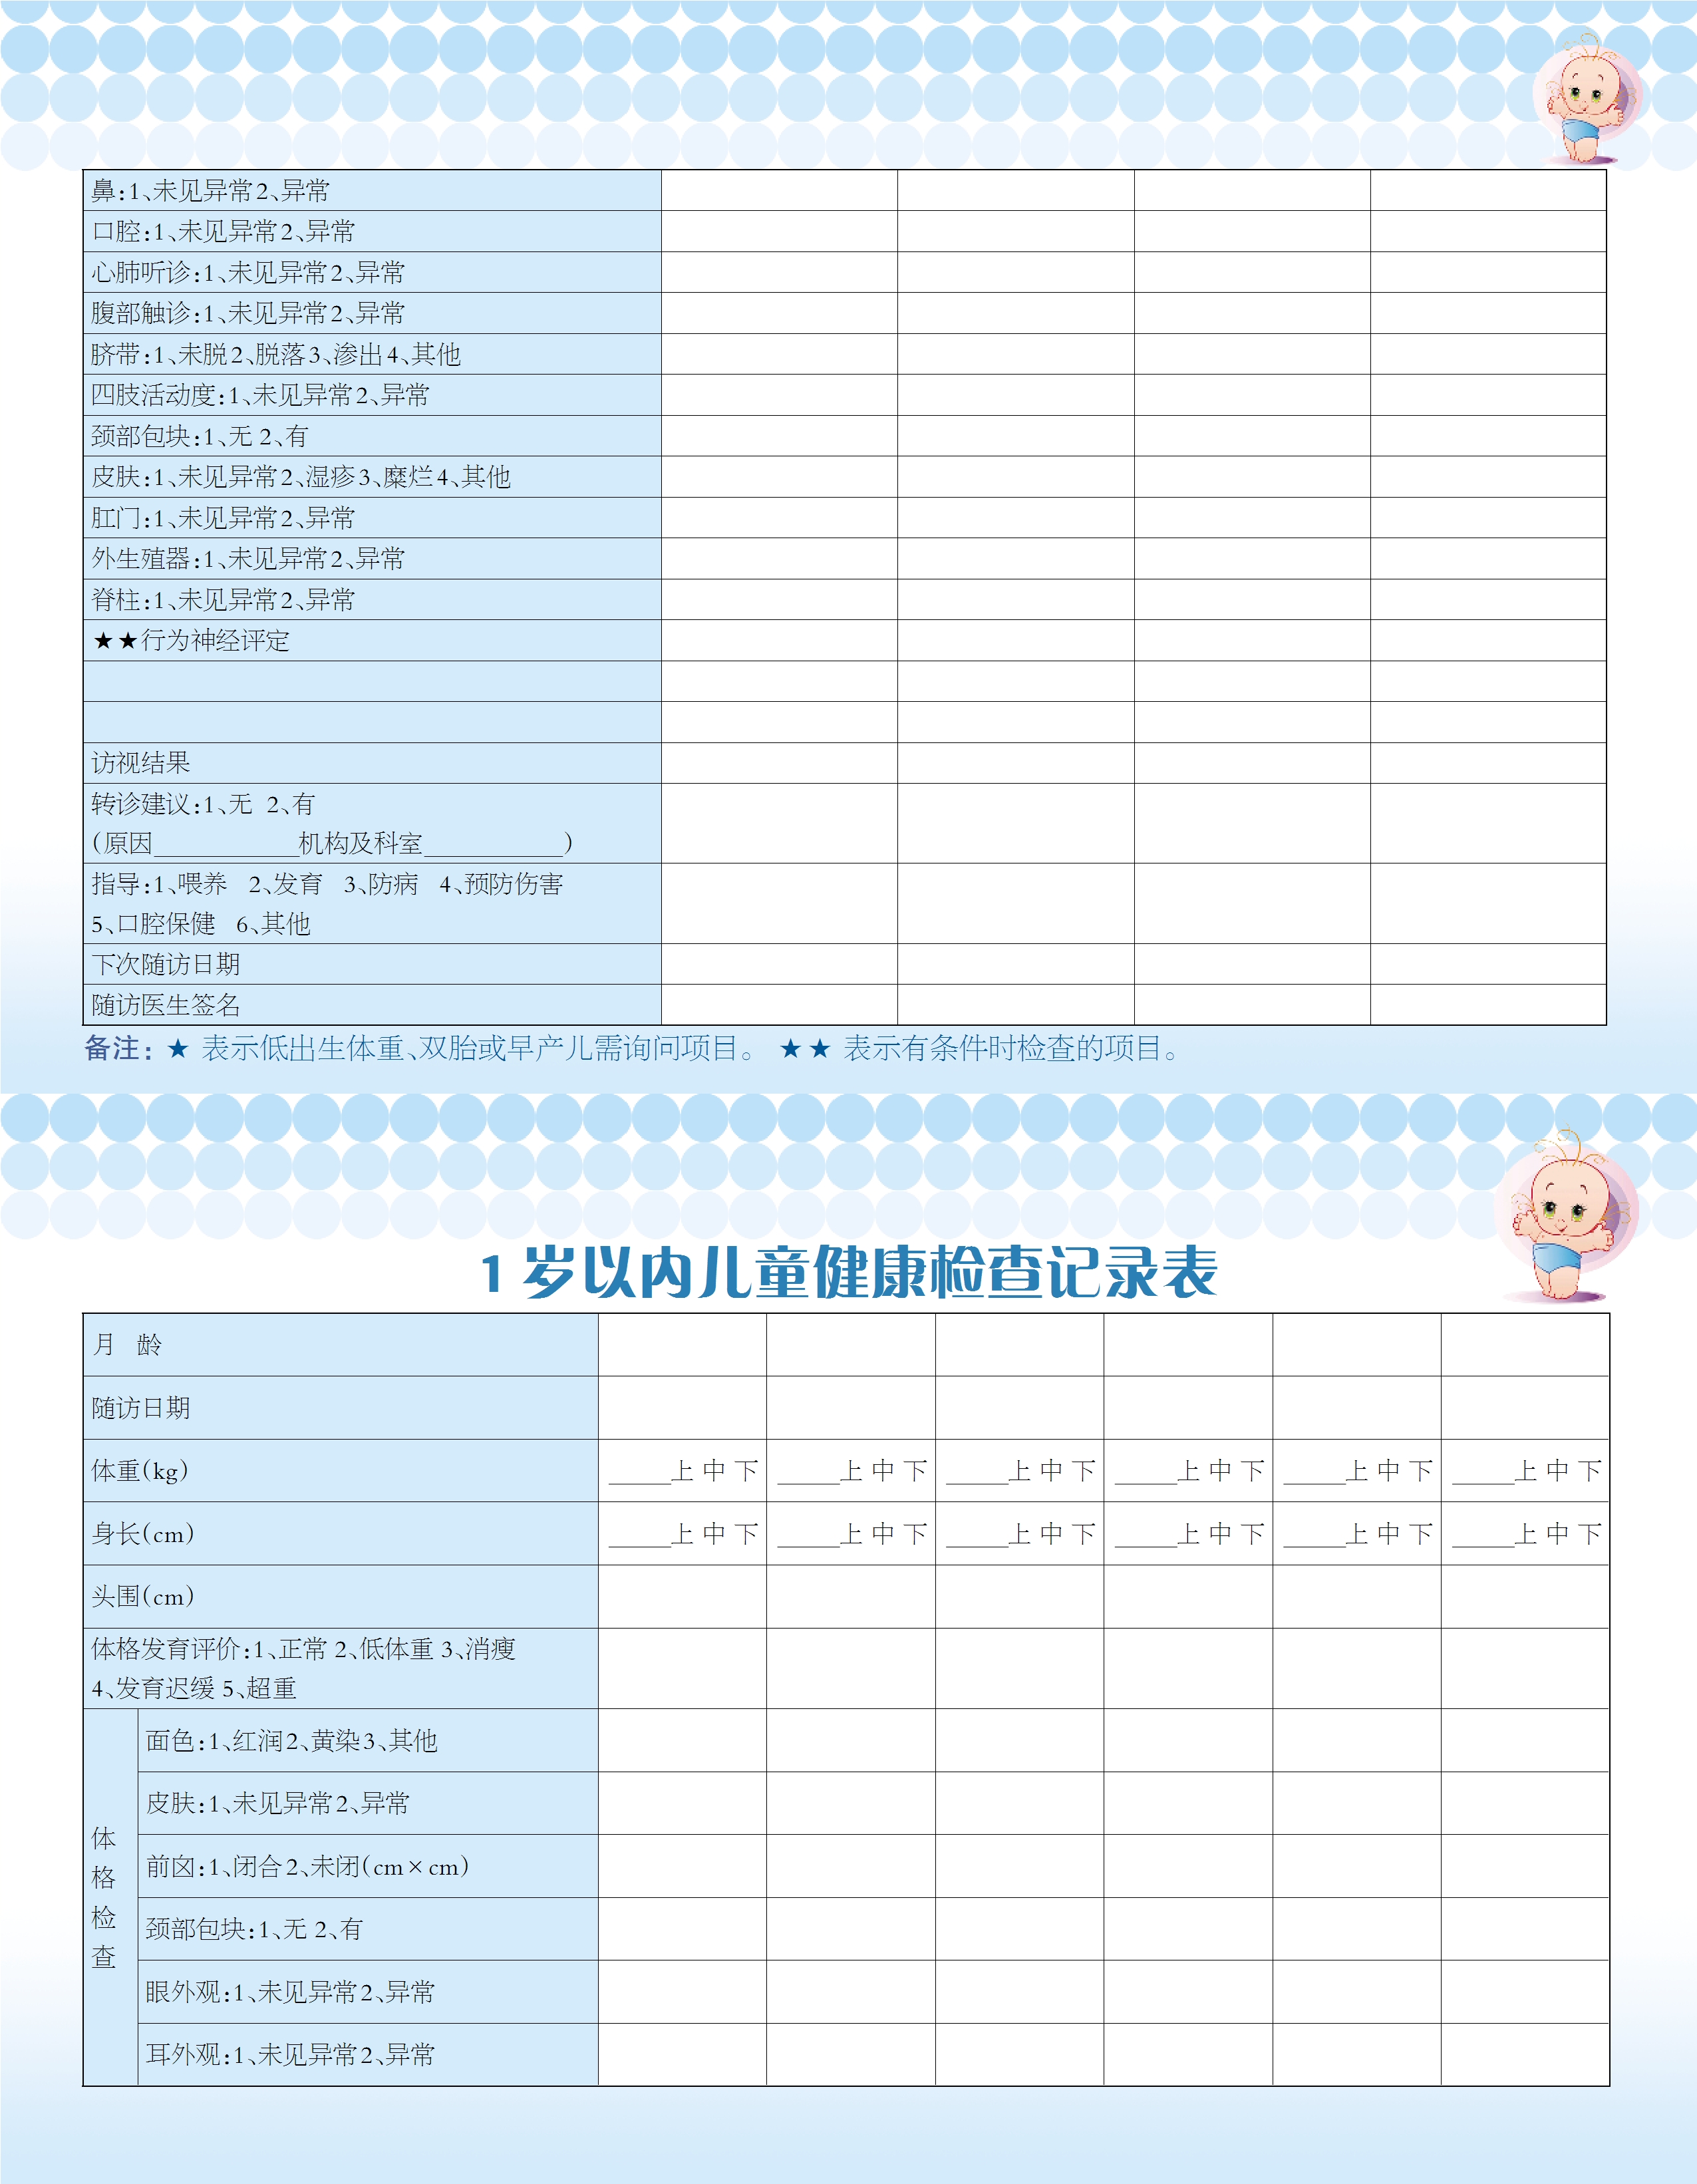 鼻:1、未见异常2、异常
口腔:1、未见异常2、异常
心肺听诊:1、未见异常2、异常
腹部触诊:1、未见异常2、异常
脐带:1、未脱2、脱落3、渗出4、其他
四肢活动度:1、未见异常2、异常
颈部包块:1、无 2、有
皮肤:1、未见异常2、湿疹3、糜烂4、其他
肛门:1、未见异常2、异常
外生殖器:1、未见异常2、异常
脊柱:1、未见异常2、异常
★★行为神经评定
访视结果
转诊建议:1、无 2、有
(原因___________机构及科室___________)
指导:1、喂养 2、发育 3、防病 4、预防伤害
5、口腔保健 6、其他
下次随访日期
随访医生签名
备注: ★ 表示低出生体重、双胎或早产儿需询问项目。 ★★ 表示有条件时检查的项目。
1 岁以内儿童健康检查记录表
月 龄
随访日期
体重(kg) _____上 中 下 _____上 中 下 _____上 中 下 _____上 中 下 _____上 中 下 _____上 中 下
身长(cm) _____上 中 下 _____上 中 下 _____上 中 下 _____上 中 下 _____上 中 下 _____上 中 下
头围(cm)
体格发育评价:1、正常 2、低体重 3、消瘦
4、发育迟缓 5、超重
体格检查
面色:1、红润2、黄染3、其他
皮肤:1、未见异常2、异常
前囟:1、闭合2、未闭(cm×cm)
颈部包块:1、无 2、有
眼外观:1、未见异常2、异常
耳外观:1、未见异常2、异常